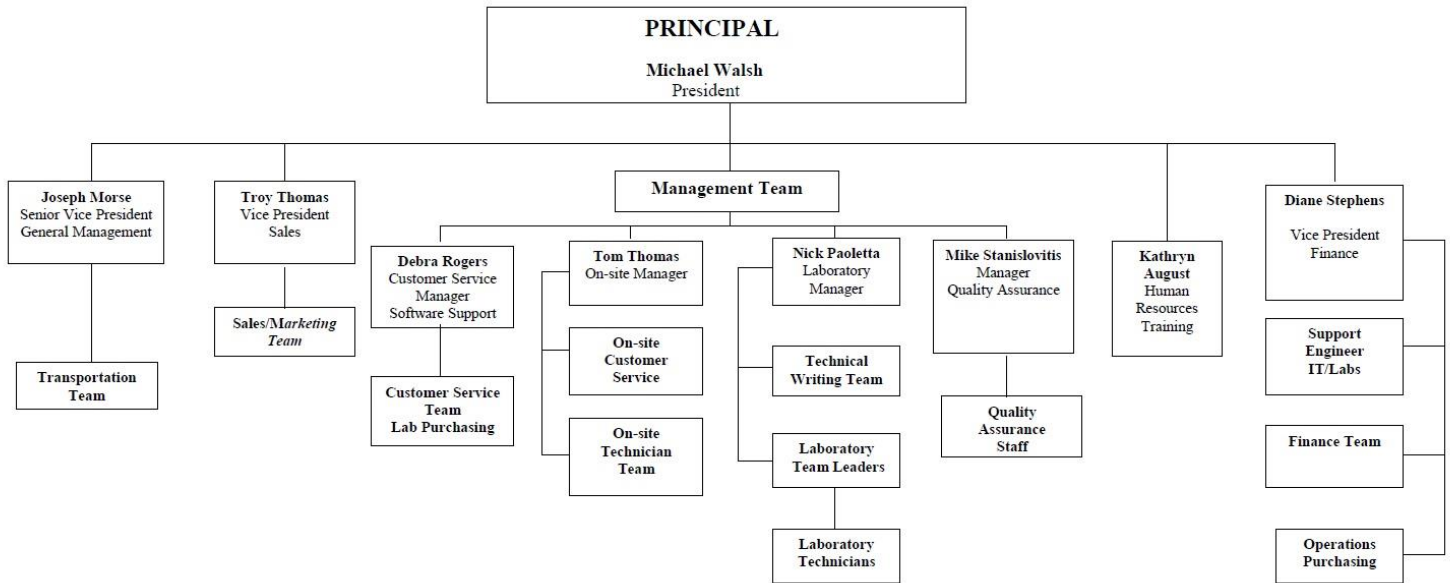 PRINCIPAL
Michael Walsh
President
Joseph Morse
Senior Vice President
General Management
Transportation
Team
Troy Thomas
Vice President
Sales
Sales/Marketing
Team
Management Team
Debra Rogers
Customer Service
Manager
Software Support
Customer Service
Team
Lab Purchasing
Tom Thomas
On-site Manager
On-site
Customer
Service
On-site
Technician
Team
Nick Paoletta
Laboratory
Manager
Technical
Writing Team
Laboratory
Team Leaders
Laboratory
Technicians
Mike Stanislovitis
Manager
Quality Assurance
Quality
Assurance
Staff
Kathryn
August
Human
Resources
Training
Diane Stephens
Vice President
Finance
Support
Engineer
IT/Labs
Finance Team
Operations
Purchasing